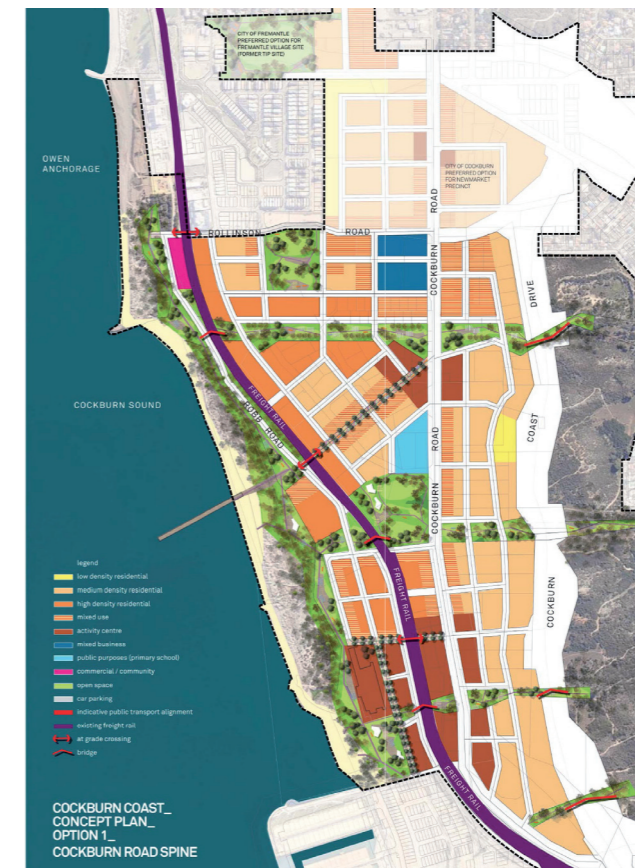 CITY OF FREMANTLE
PREFERRED OPTION FOR
FREMANTLE VILLAGE SITE
(FORMER TIP SITE)
OWEN
ANCHORAGE
CITY OF COCKBURN
PREFERRED OPTION
FOR NEWMARKET
PRECINCT
ROAD
ROLLINSON ROAD
COCKBURN
DRIVE
COCKBURN SOUND
FREIGHT RAIL
ROBB ROAD
COAST
ROAD
COCKBURN
FREIGHT RAIL
COCKBURN
legend
low density residential
medium density residential
high density residential
mixed use
activity centre
mixed business
public purposes (primary school)
commercial / community
open space
car parking
indicative public transport alignment
existing freight rail
at grade crossing
bridge
FREIGHT RAIL
COCKBURN COAST_
CONCEPT PLAN_
OPTION 1_
COCKBURN ROAD SPINE